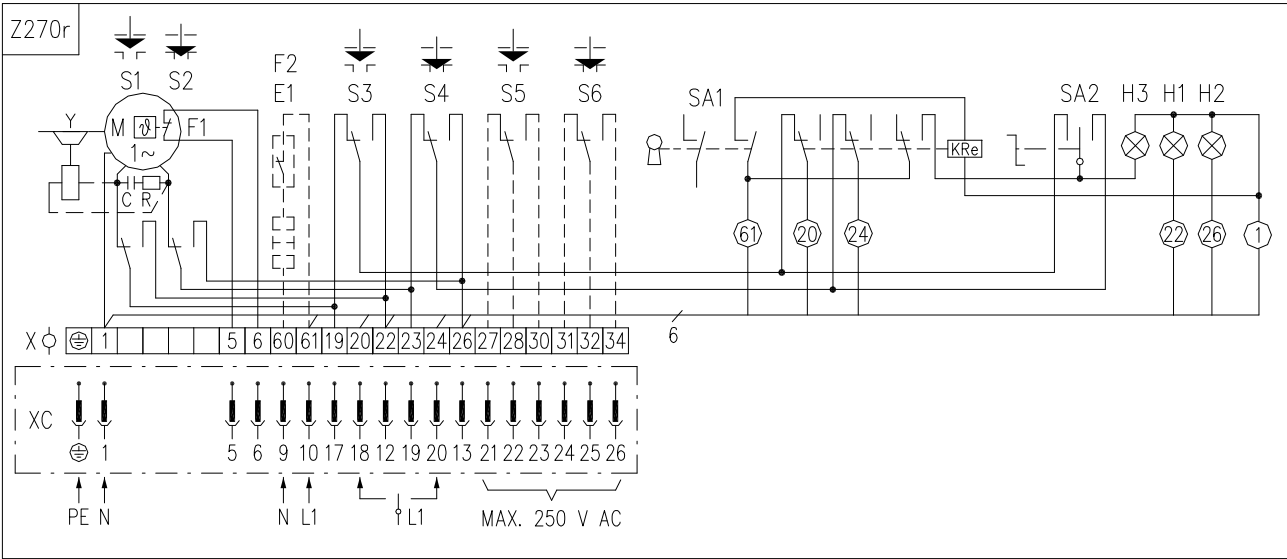 Z270r
S1 S2
F2
E1 S3 S4 S5 S6 SA1 SA2 H3 H1 H2
Y M ϑ F1
1~
KRe
C R
61 20 24 22 26 1
6
X 1 5 6 60 61 19 20 22 23 24 26 27 28 30 31 32 34
XC
1 5 6 9 10 17 18 12 19 20 13 21 22 23 24 25 26
PE N N L1 L1 MAX. 250 V AC